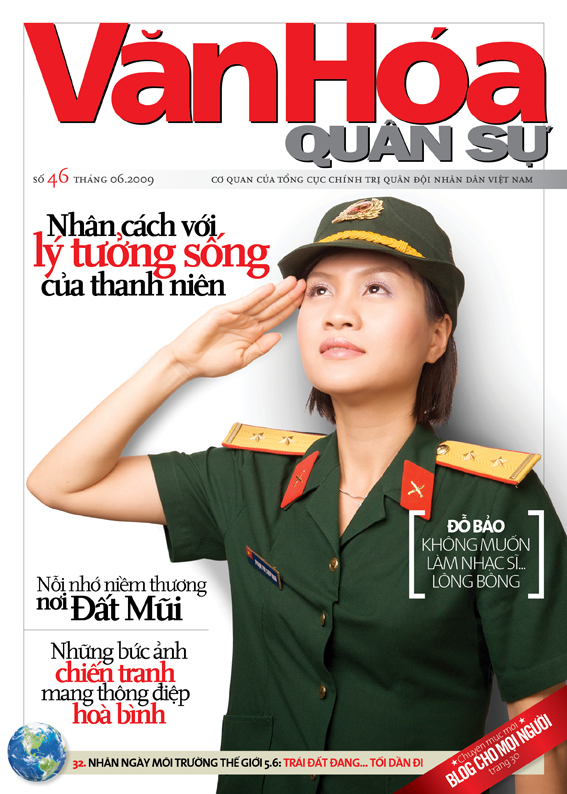 Văn Hóa
QUÂN SỰ
SỐ 46 THÁNG 06.2009
CƠ QUAN CỦA TỔNG CỤC CHÍNH TRỊ QUÂN ĐỘI NHÂN DÂN VIỆT NAM
Nhân cách với
lý tưởng sống
của thanh niên
ĐỖ BẢO
KHÔNG MUỐN
LÀM NHẠC SĨ...
LÔNG BÔNG
Nỗi nhớ niềm thương
nơi Đất Mũi
Những bức ảnh
chiến tranh
mang thông điệp
hoà bình
Chuyên mục mới
BLOG CHO MỌI NGƯỜI
trang 30
32. NHÂN NGÀY MÔI TRƯỜNG THẾ GIỚI 5.6: TRÁI ĐẤT ĐANG... TỐI DẦN ĐI